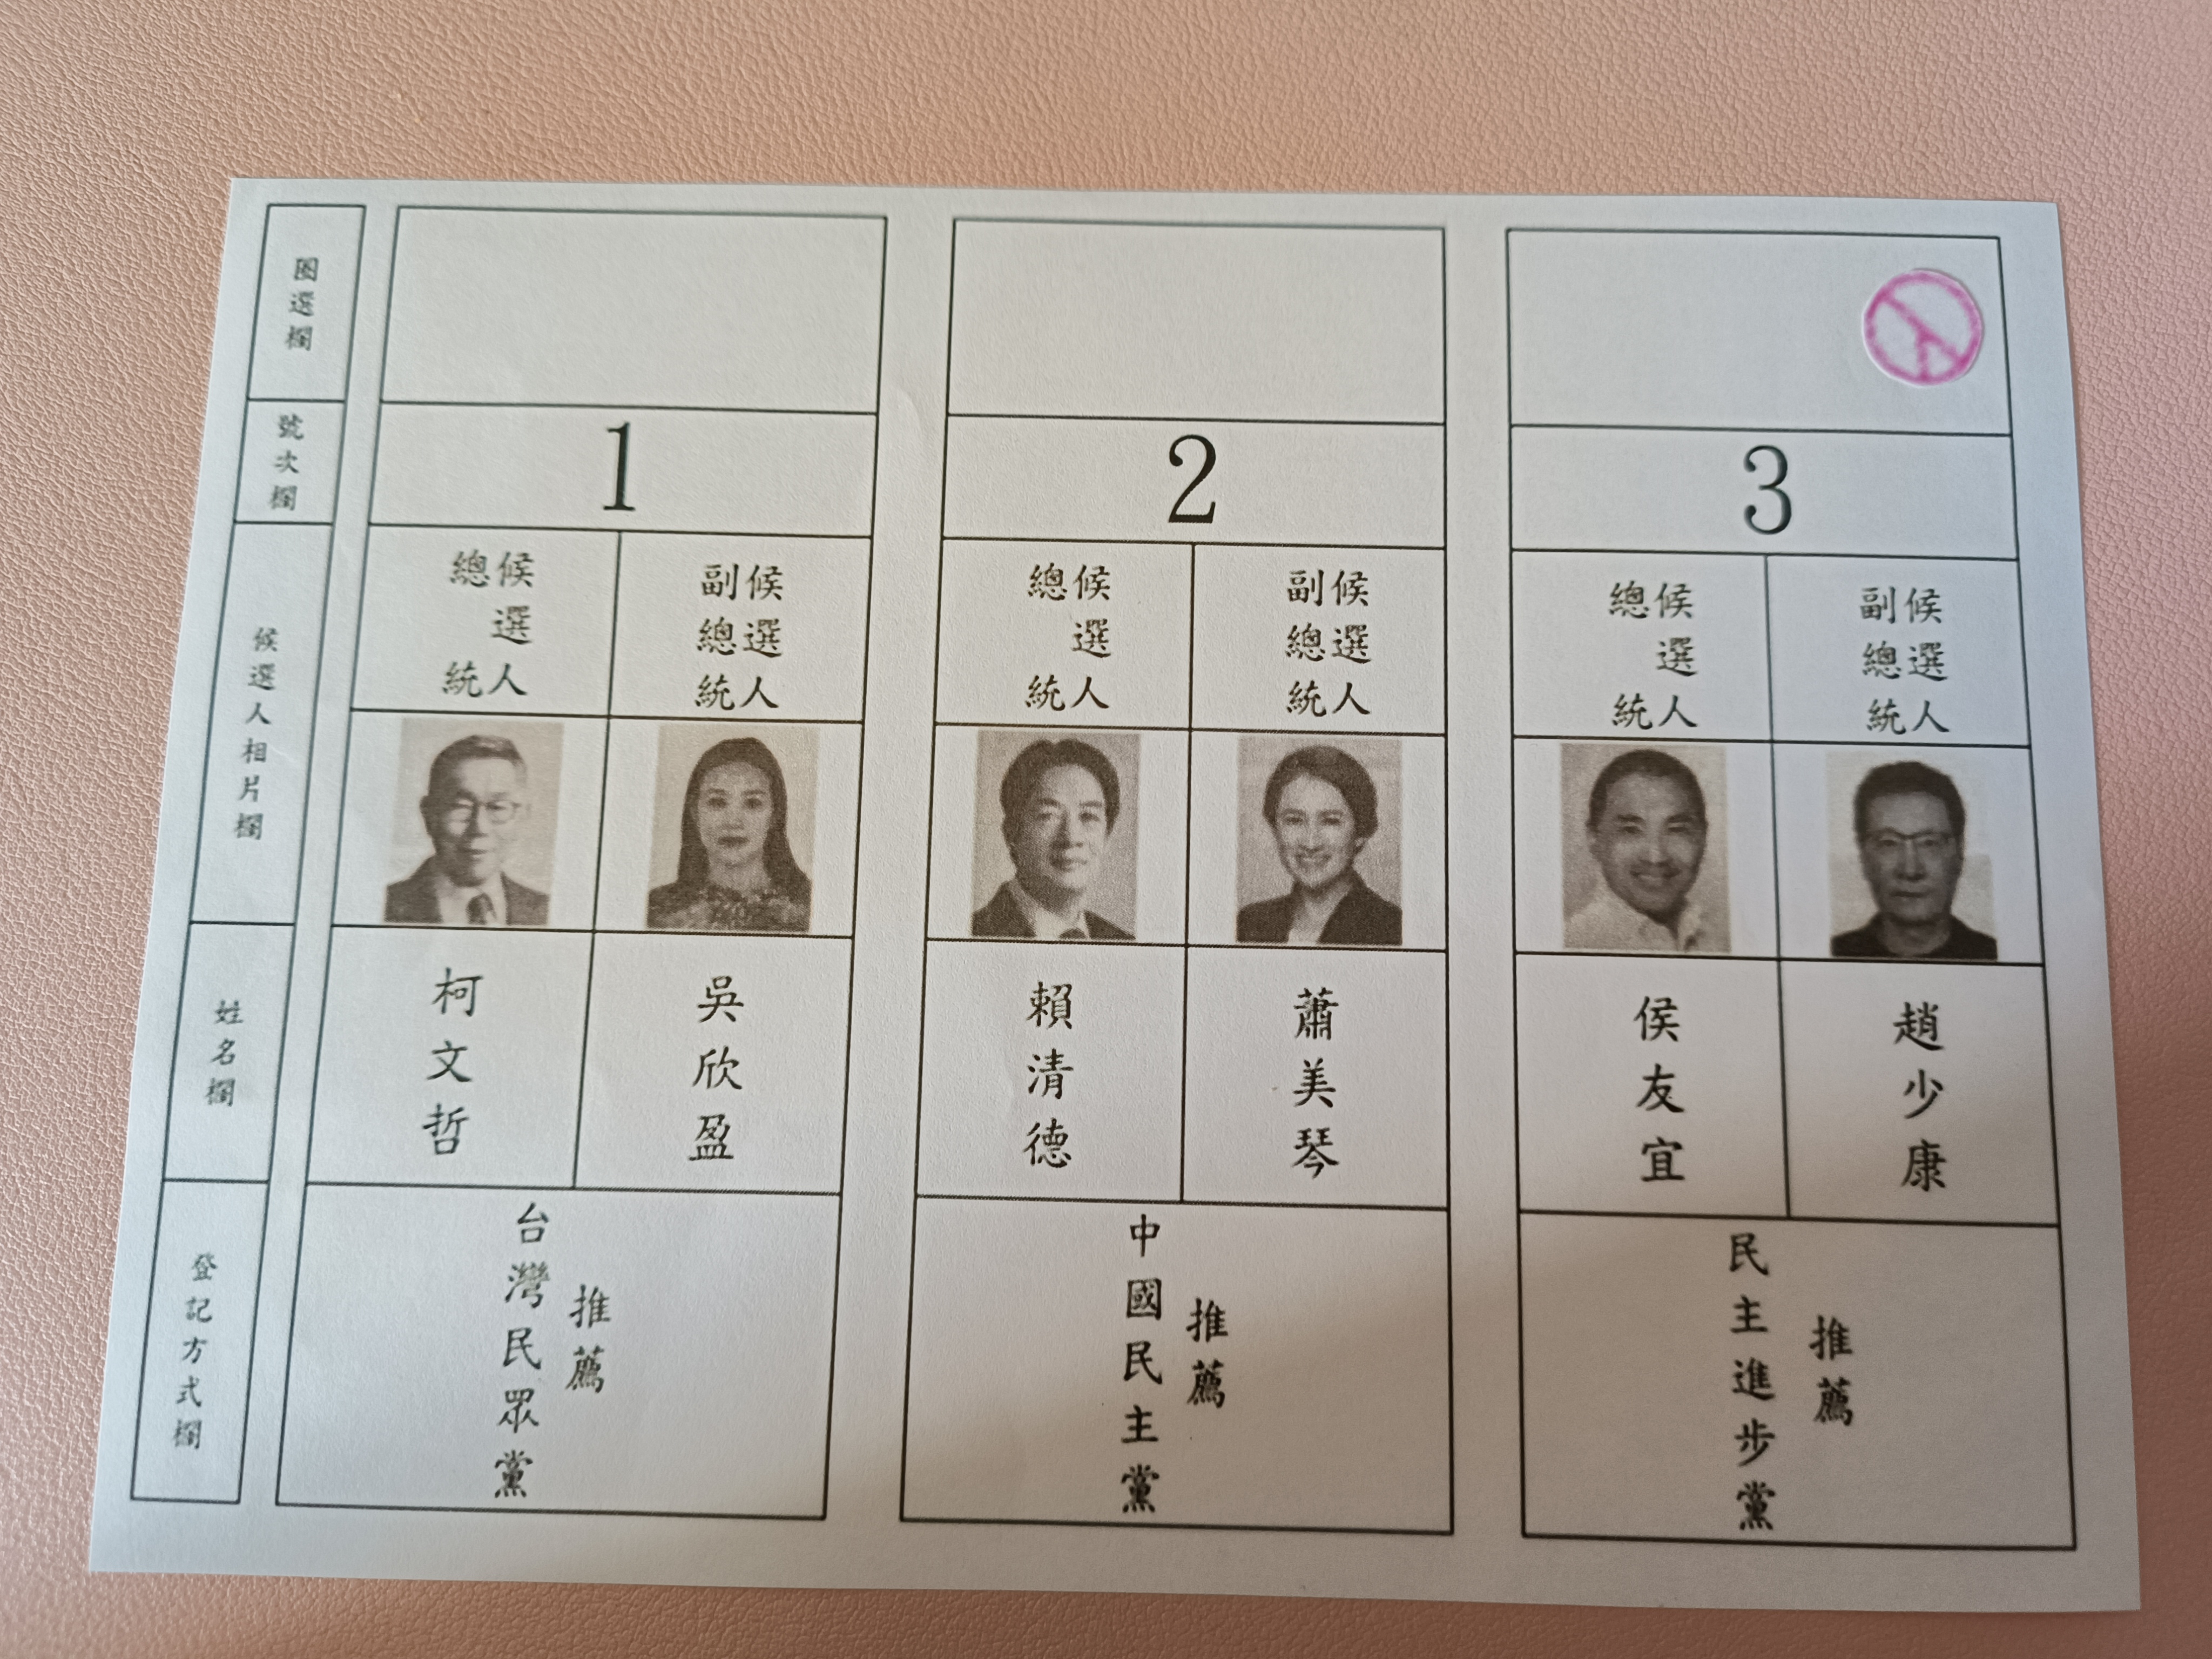 圈選欄
號次欄
候選人相片欄
姓名欄
登記方式欄
1
總統候選人
副總統候選人
柯文哲
吳欣盈
台灣民眾黨
推薦
2
總統候選人
副總統候選人
賴清德
蕭美琴
中國民主黨
推薦
3
總統候選人
副總統候選人
侯友宜
趙少康
民主進步黨
推薦